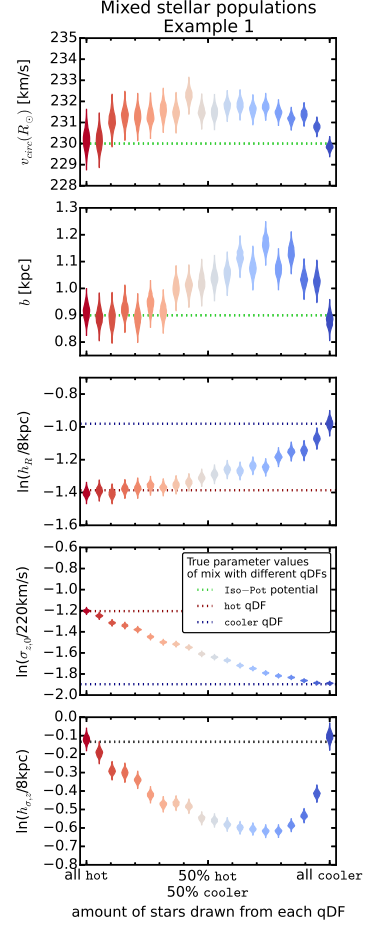 Mixed stellar populations
Example 1
v_circ(R_⊙) [km/s]
235
234
233
232
231
230
229
228
b [kpc]
1.3
1.2
1.1
1.0
0.9
0.8
ln(h_R/8kpc)
−0.8
−1.0
−1.2
−1.4
−1.6
ln(σ_z,0/220km/s)
−0.6
−0.8
−1.0
−1.2
−1.4
−1.6
−1.8
−2.0
True parameter values
of mix with different qDFs
Iso−Pot potential
hot qDF
cooler qDF
ln(h_σ,z/8kpc)
0.0
−0.1
−0.2
−0.3
−0.4
−0.5
−0.6
−0.7
−0.8
all hot
50% hot
50% cooler
all cooler
amount of stars drawn from each qDF